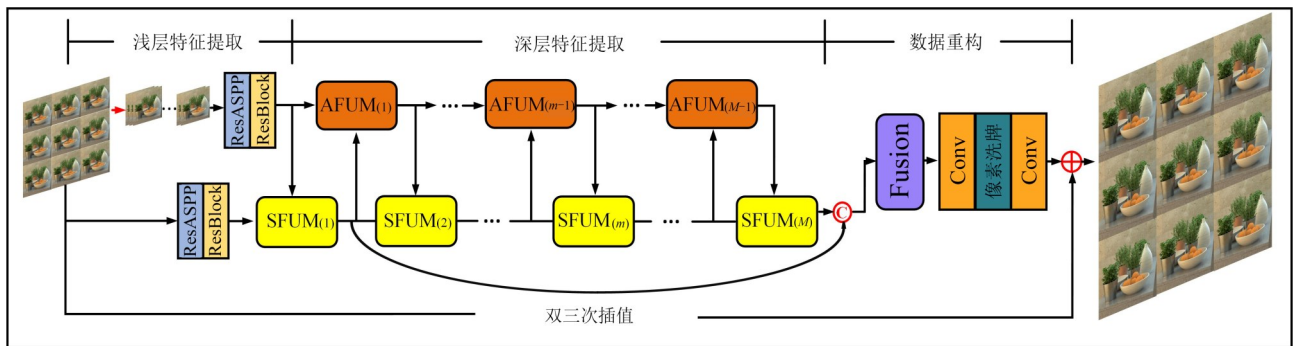 浅层特征提取
深层特征提取
数据重构
ResASPP
ResBlock
AFUM(1)
...
AFUM(m−1)
...
AFUM(M−1)
Fusion
Conv
像素洗牌
Conv
ResASPP
ResBlock
SFUM(1)
SFUM(2)
...
SFUM(m)
...
SFUM(M)
C
双三次插值